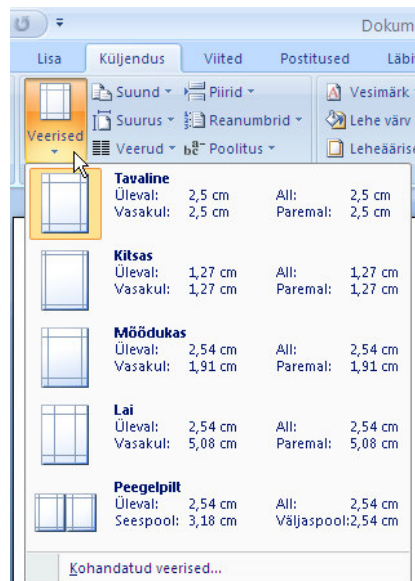 Dokum
Lisa Küljendus Viited Postitused Läbi
Veerised
Suund Piirid Vesimärk
Suurus Reanumbrid Lehe värv
Veerud Poolitus Leheäärise
Tavaline
Üleval: 2,5 cm All: 2,5 cm
Vasakul: 2,5 cm Paremal: 2,5 cm
Kitsas
Üleval: 1,27 cm All: 1,27 cm
Vasakul: 1,27 cm Paremal: 1,27 cm
Möödukas
Üleval: 2,54 cm All: 2,54 cm
Vasakul: 1,91 cm Paremal: 1,91 cm
Lai
Üleval: 2,54 cm All: 2,54 cm
Vasakul: 5,08 cm Paremal: 5,08 cm
Peegelpilt
Üleval: 2,54 cm All: 2,54 cm
Seespool: 3,18 cm Väljaspool:2,54 cm
Kohandatud veerised...